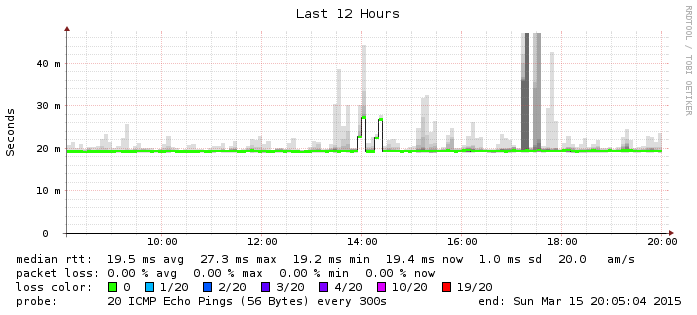 Last 12 Hours
RRDTOOL / TOBI OETIKER
Seconds
40 m
30 m
20 m
10 m
0
10:00 12:00 14:00 16:00 18:00 20:00
median rtt: 19.5 ms avg 27.3 ms max 19.2 ms min 19.4 ms now 1.0 ms sd 20.0 am/s
packet loss: 0.00 % avg 0.00 % max 0.00 % min 0.00 % now
loss color: 0 1/20 2/20 3/20 4/20 10/20 19/20
probe: 20 ICMP Echo Pings (56 Bytes) every 300s end: Sun Mar 15 20:05:04 2015